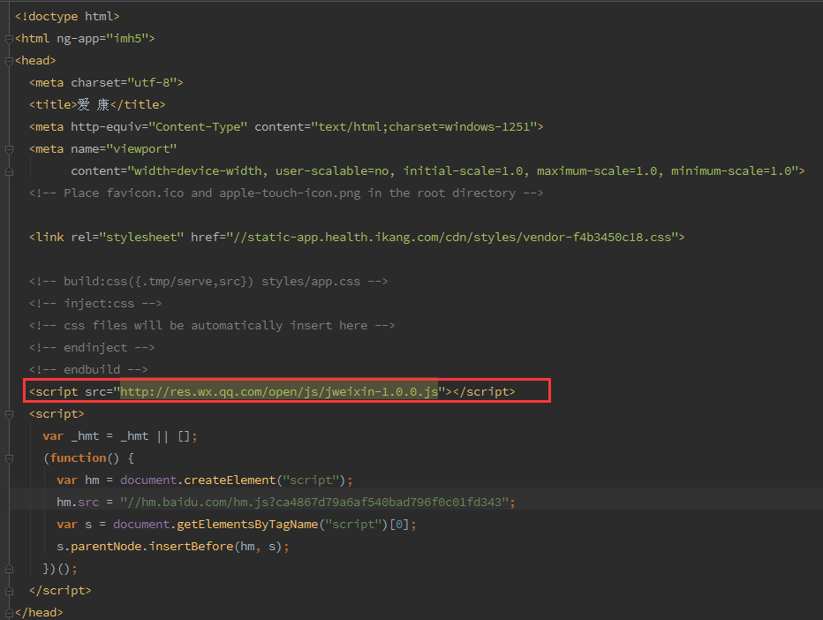 <!doctype html>
<html ng-app="imh5">
<head>
<meta charset="utf-8">
<title>爱 康</title>
<meta http-equiv="Content-Type" content="text/html;charset=windows-1251">
<meta name="viewport"
content="width=device-width, user-scalable=no, initial-scale=1.0, maximum-scale=1.0, minimum-scale=1.0">
<!-- Place favicon.ico and apple-touch-icon.png in the root directory -->
<link rel="stylesheet" href="//static-app.health.ikang.com/cdn/styles/vendor-f4b3450c18.css">
<!-- build:css({.tmp/serve,src}) styles/app.css -->
<!-- inject:css -->
<!-- css files will be automatically insert here -->
<!-- endinject -->
<!-- endbuild -->
<script src="http://res.wx.qq.com/open/js/jweixin-1.0.0.js"></script>
<script>
var _hmt = _hmt || [];
(function() {
var hm = document.createElement("script");
hm.src = "//hm.baidu.com/hm.js?ca4867d79a6af540bad796f0c01fd343";
var s = document.getElementsByTagName("script")[0];
s.parentNode.insertBefore(hm, s);
})();
</script>
</head>